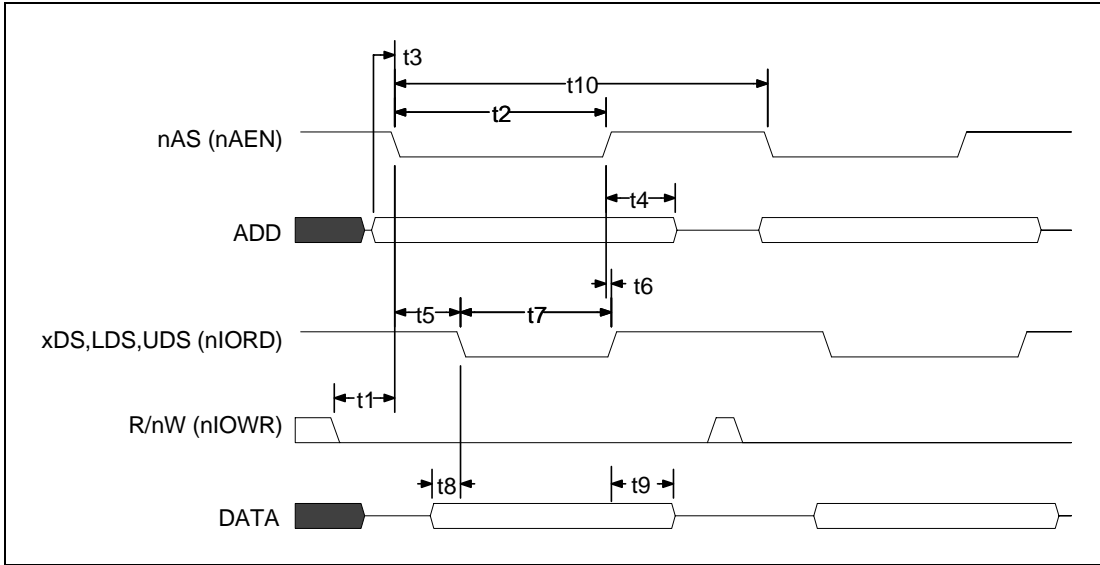 t3
t10
t2
nAS (nAEN)
t4
ADD
t6
t5
t7
xDS,LDS,UDS (nIORD)
t1
R/nW (nIOWR)
t8
t9
DATA